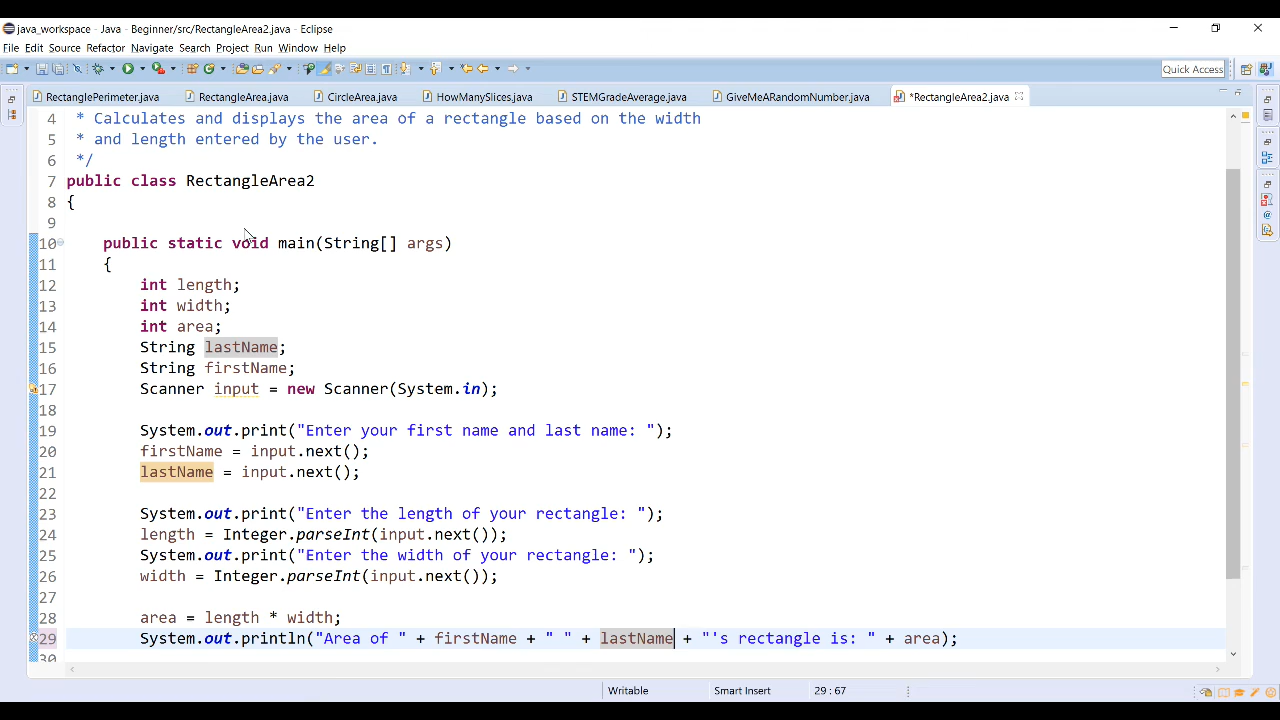 java_workspace - Java - Beginner/src/RectangleArea2.java - Eclipse
File Edit Source Refactor Navigate Search Project Run Window Help
Quick Access
RectanglePerimeter.java RectangleArea.java CircleArea.java HowManySlices.java STEMGradeAverage.java GiveMeARandomNumber.java *RectangleArea2.java
4 * Calculates and displays the area of a rectangle based on the width
5 * and length entered by the user.
6 */
7 public class RectangleArea2
8 {
9
10 public static void main(String[] args)
11 {
12 int length;
13 int width;
14 int area;
15 String lastName;
16 String firstName;
17 Scanner input = new Scanner(System.in);
18
19 System.out.print("Enter your first name and last name: ");
20 firstName = input.next();
21 lastName = input.next();
22
23 System.out.print("Enter the length of your rectangle: ");
24 length = Integer.parseInt(input.next());
25 System.out.print("Enter the width of your rectangle: ");
26 width = Integer.parseInt(input.next());
27
28 area = length * width;
29 System.out.println("Area of " + firstName + " " + lastName + "'s rectangle is: " + area);
30
Writable Smart Insert 29 : 67